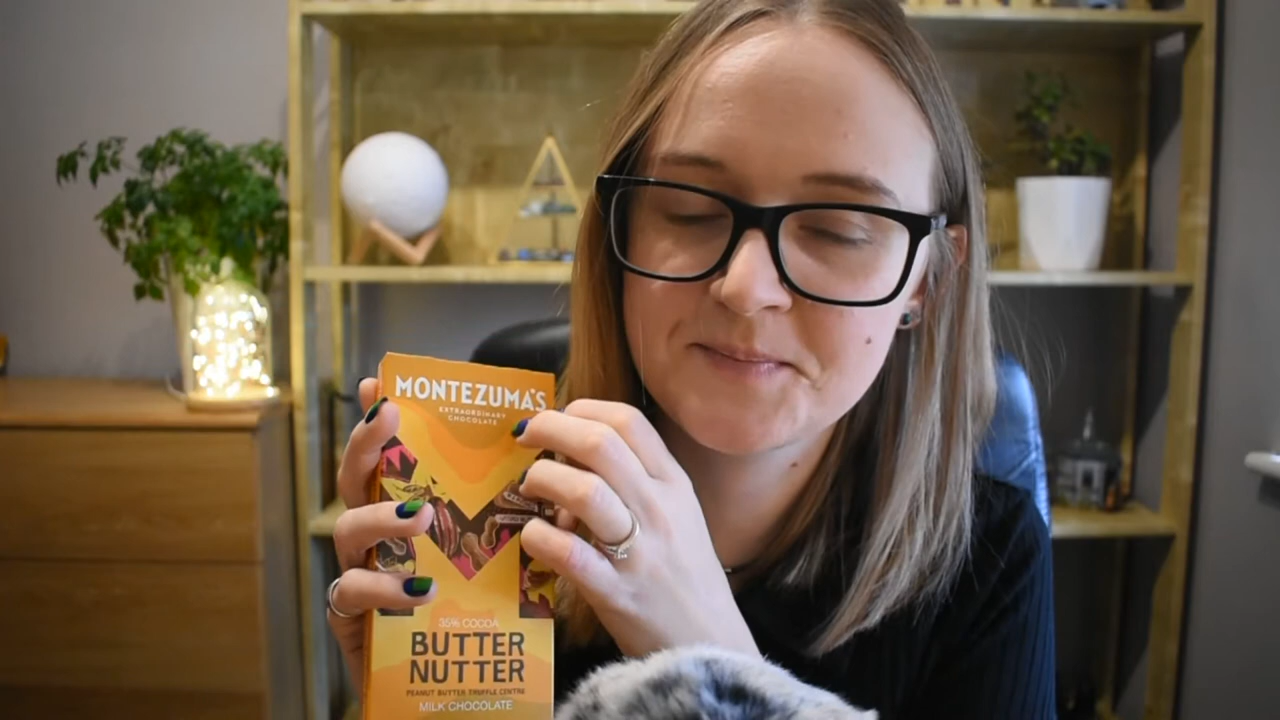 MONTEZUMA'S
EXTRAORDINARY
CHOCOLATE
35% COCOA
BUTTER
NUTTER
PEANUT BUTTER TRUFFLE CENTRE
MILK CHOCOLATE